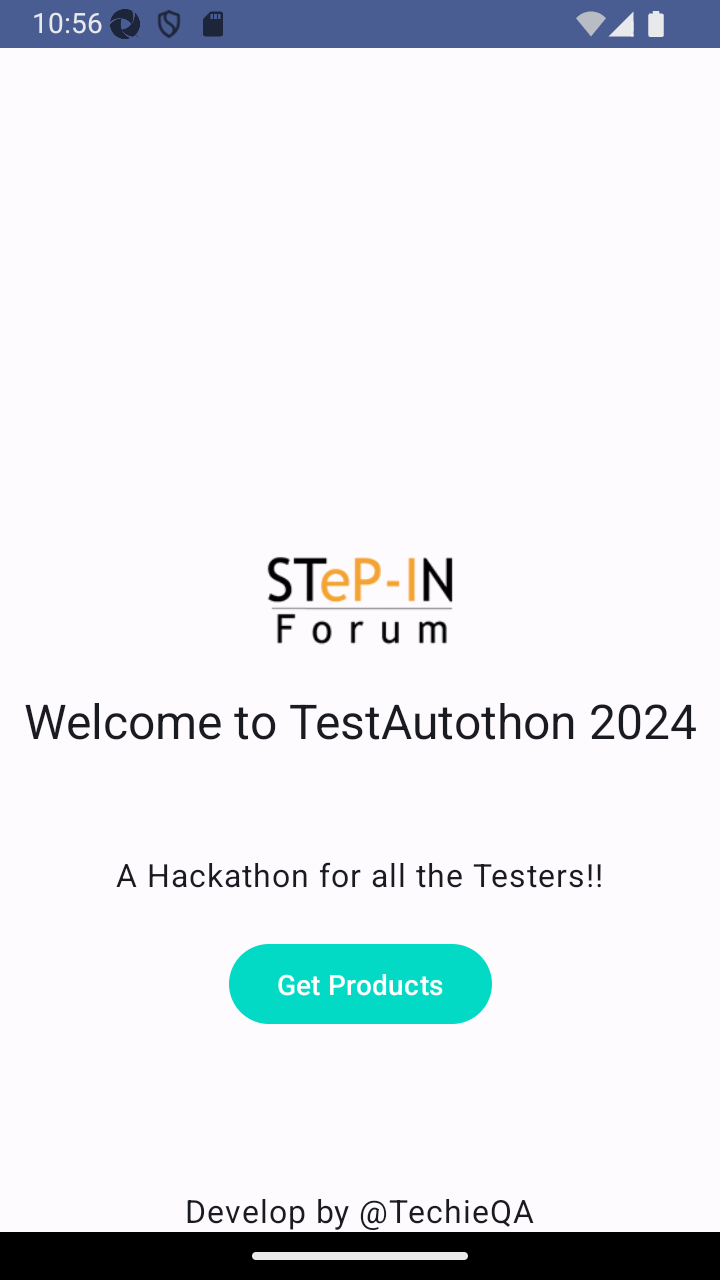 10:56
STeP-IN
Forum
Welcome to TestAutothon 2024
A Hackathon for all the Testers!!
Get Products
Develop by @TechieQA